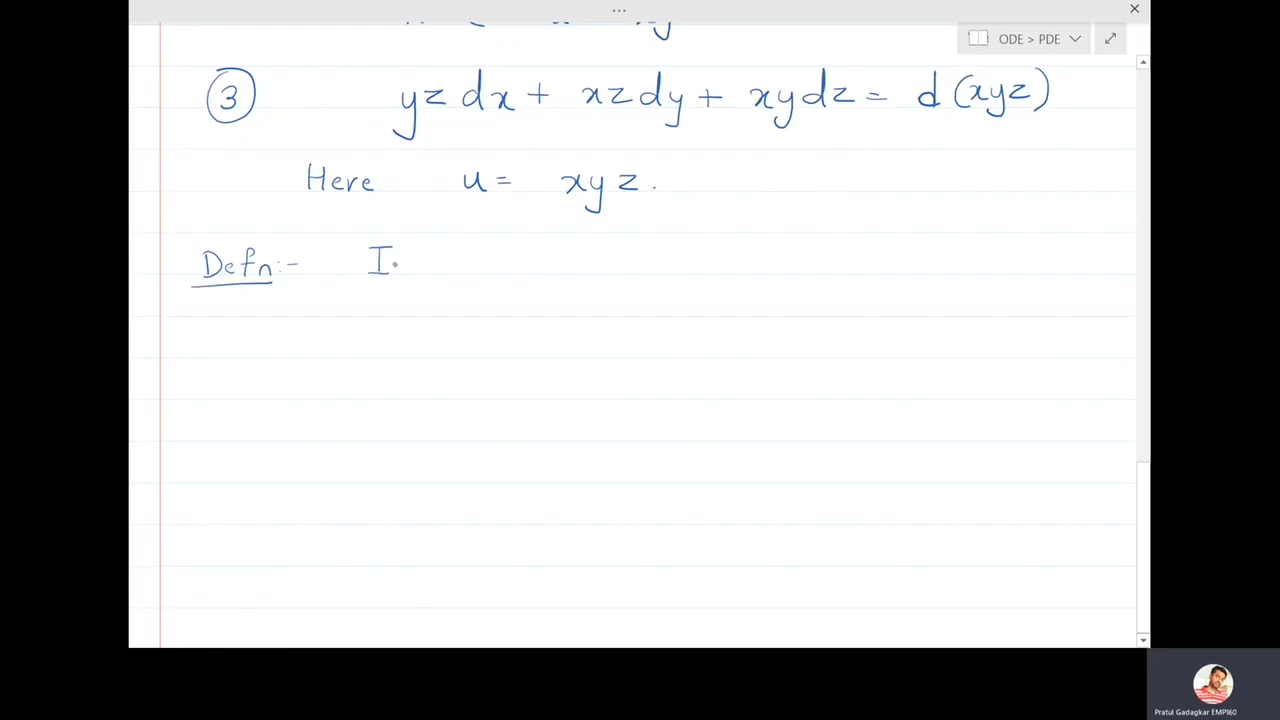 ODE > PDE
③ yz dx + xz dy + xy dz = d (xyz)
Here u = xyz.
Defn:- I
Pratul Gadagkar EMP160